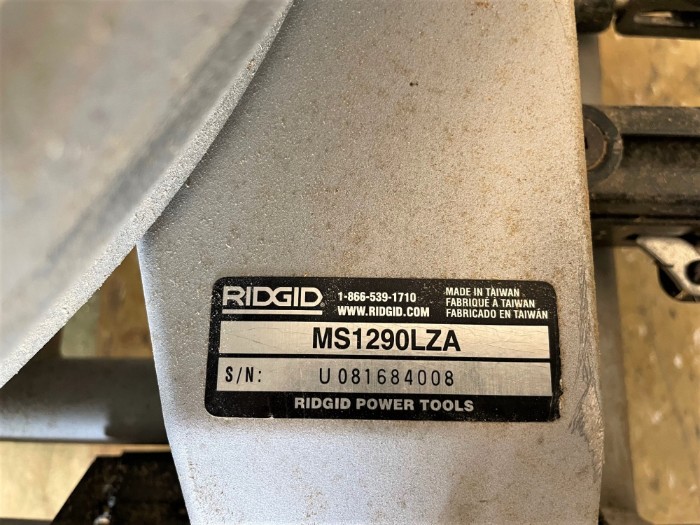 RIDGID
1-866-539-1710
WWW.RIDGID.COM
MADE IN TAIWAN
FABRIQUÉ À TAIWAN
FABRICADO EN TAIWÁN
MS1290LZA
S/N: U 081684008
RIDGID POWER TOOLS